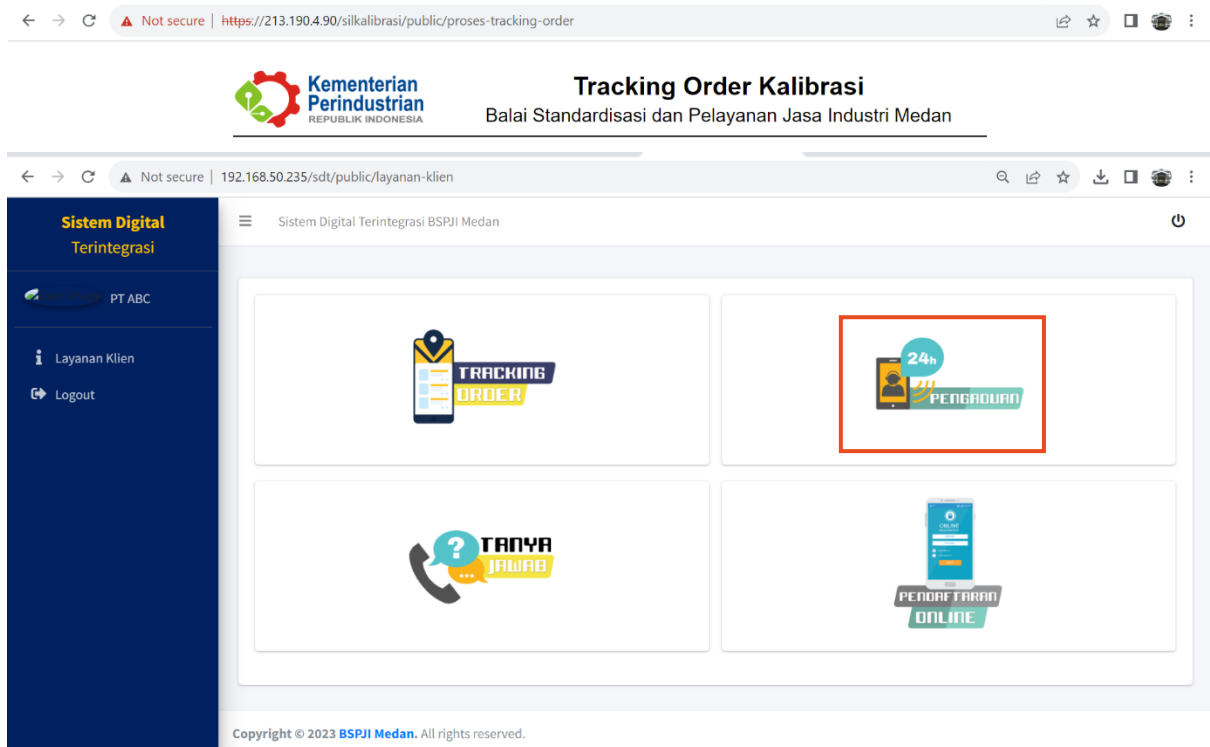 Not secure | https://213.190.4.90/silkalibrasi/public/proses-tracking-order
Kementerian
Perindustrian
REPUBLIK INDONESIA
Tracking Order Kalibrasi
Balai Standardisasi dan Pelayanan Jasa Industri Medan
Not secure | 192.168.50.235/sdt/public/layanan-klien
Sistem Digital
Terintegrasi
Sistem Digital Terintegrasi BSPJI Medan
PT ABC
Layanan Klien
Logout
TRACKING
ORDER
24h
PENGADUAN
?
...
TANYA
JAWAB
ONLINE
PENDAFTARAN
ONLINE
Copyright © 2023 BSPJI Medan. All rights reserved.